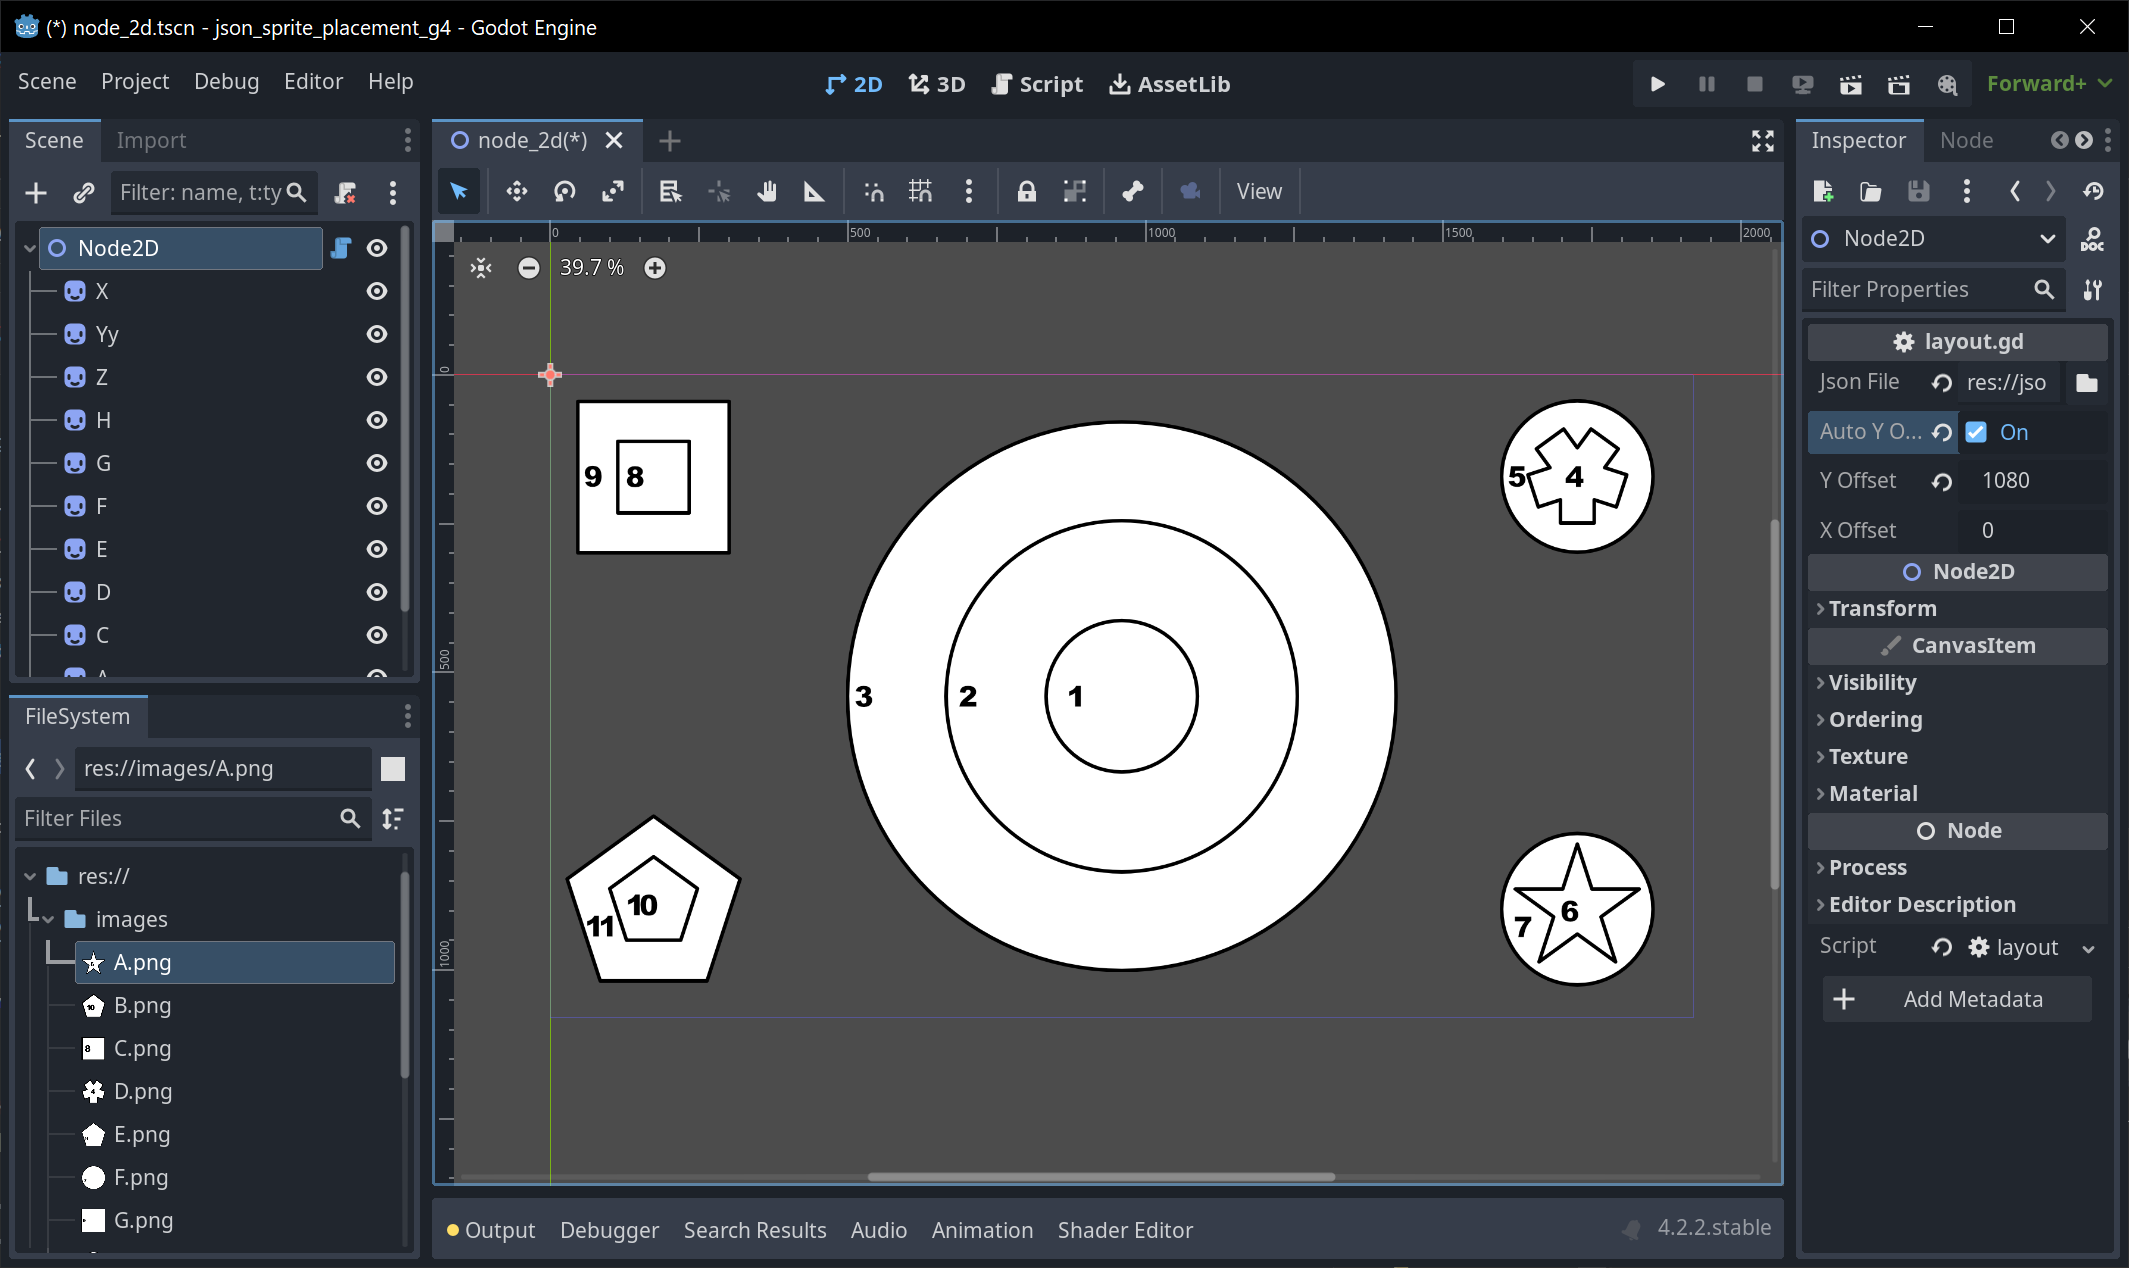 (*) node_2d.tscn - json_sprite_placement_g4 - Godot Engine
Scene Project Debug Editor Help
2D 3D Script AssetLib
Forward+
Scene Import
Filter: name, t:ty
Node2D
X
Yy
Z
H
G
F
E
D
C
FileSystem
res://images/A.png
Filter Files
res://
images
A.png
B.png
C.png
D.png
E.png
F.png
G.png
node_2d(*)
View
0 500 1000 1500 2000
39.7 %
0
500
1000
9 8
5 4
3 2 1
10
11
6
7
Output Debugger Search Results Audio Animation Shader Editor
4.2.2.stable
Inspector Node
Node2D
DOC
Filter Properties
layout.gd
Json File res://jso
Auto Y O... On
Y Offset 1080
X Offset 0
Node2D
Transform
CanvasItem
Visibility
Ordering
Texture
Material
Node
Process
Editor Description
Script layout
Add Metadata